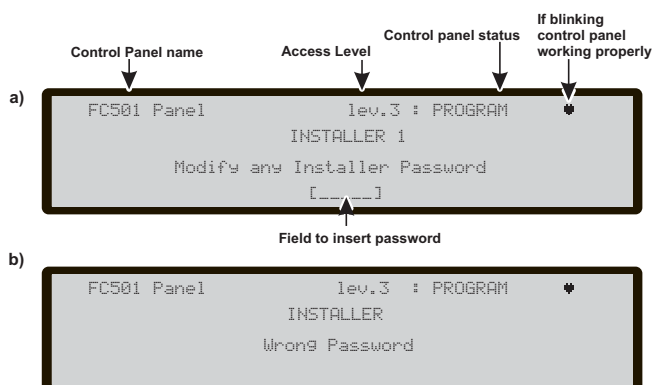 Control Panel name
Access Level
Control panel status
If blinking
control panel
working properly
a)
FC501 Panel lev.3 : PROGRAM ♥
INSTALLER 1
Modify any Installer Password
[_____]
Field to insert password
b)
FC501 Panel lev.3 : PROGRAM ♥
INSTALLER
Wrong Password